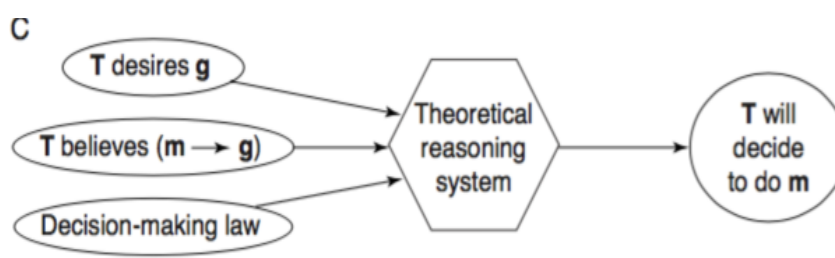 C
T desires g
T believes (m → g)
Decision-making law
Theoretical
reasoning
system
T will
decide
to do m